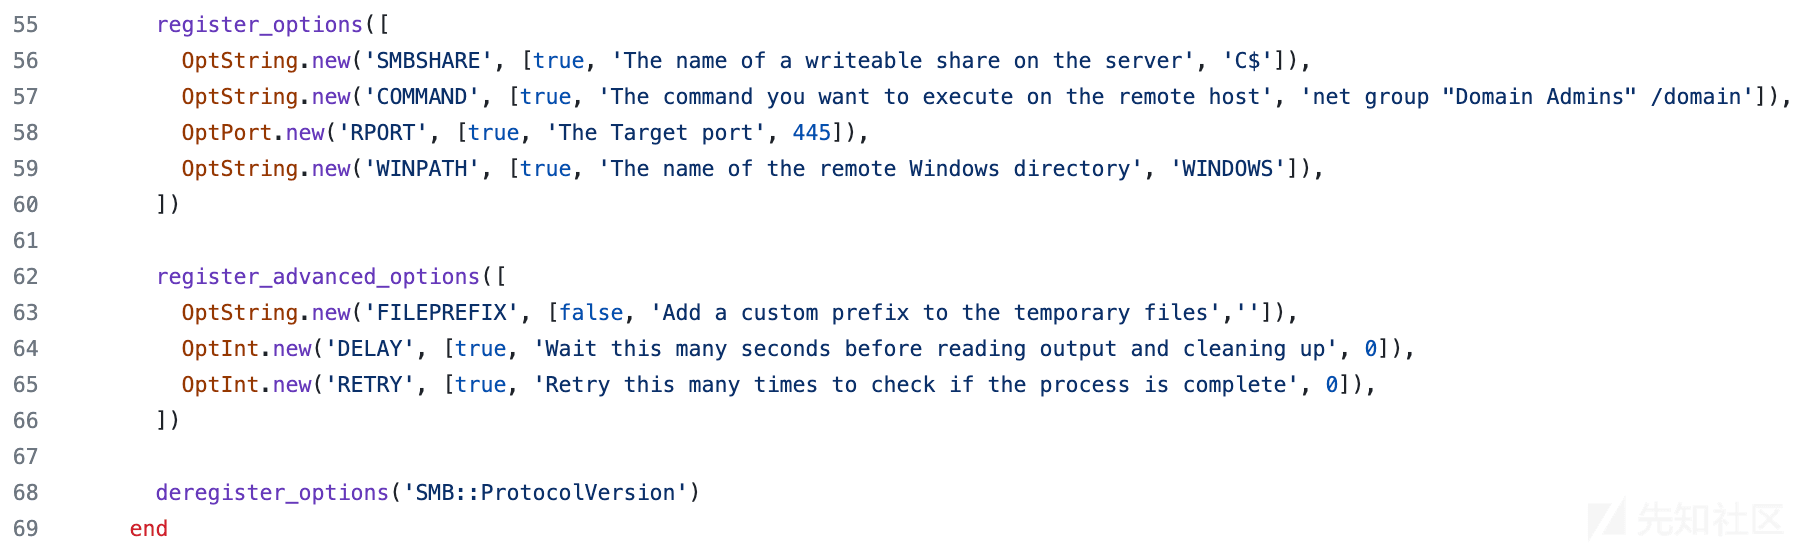 55 register_options([
56 OptString.new('SMBSHARE', [true, 'The name of a writeable share on the server', 'C$']),
57 OptString.new('COMMAND', [true, 'The command you want to execute on the remote host', 'net group "Domain Admins" /domain']),
58 OptPort.new('RPORT', [true, 'The Target port', 445]),
59 OptString.new('WINPATH', [true, 'The name of the remote Windows directory', 'WINDOWS']),
60 ])
61
62 register_advanced_options([
63 OptString.new('FILEPREFIX', [false, 'Add a custom prefix to the temporary files','']),
64 OptInt.new('DELAY', [true, 'Wait this many seconds before reading output and cleaning up', 0]),
65 OptInt.new('RETRY', [true, 'Retry this many times to check if the process is complete', 0]),
66 ])
67
68 deregister_options('SMB::ProtocolVersion')
69 end
先知社区